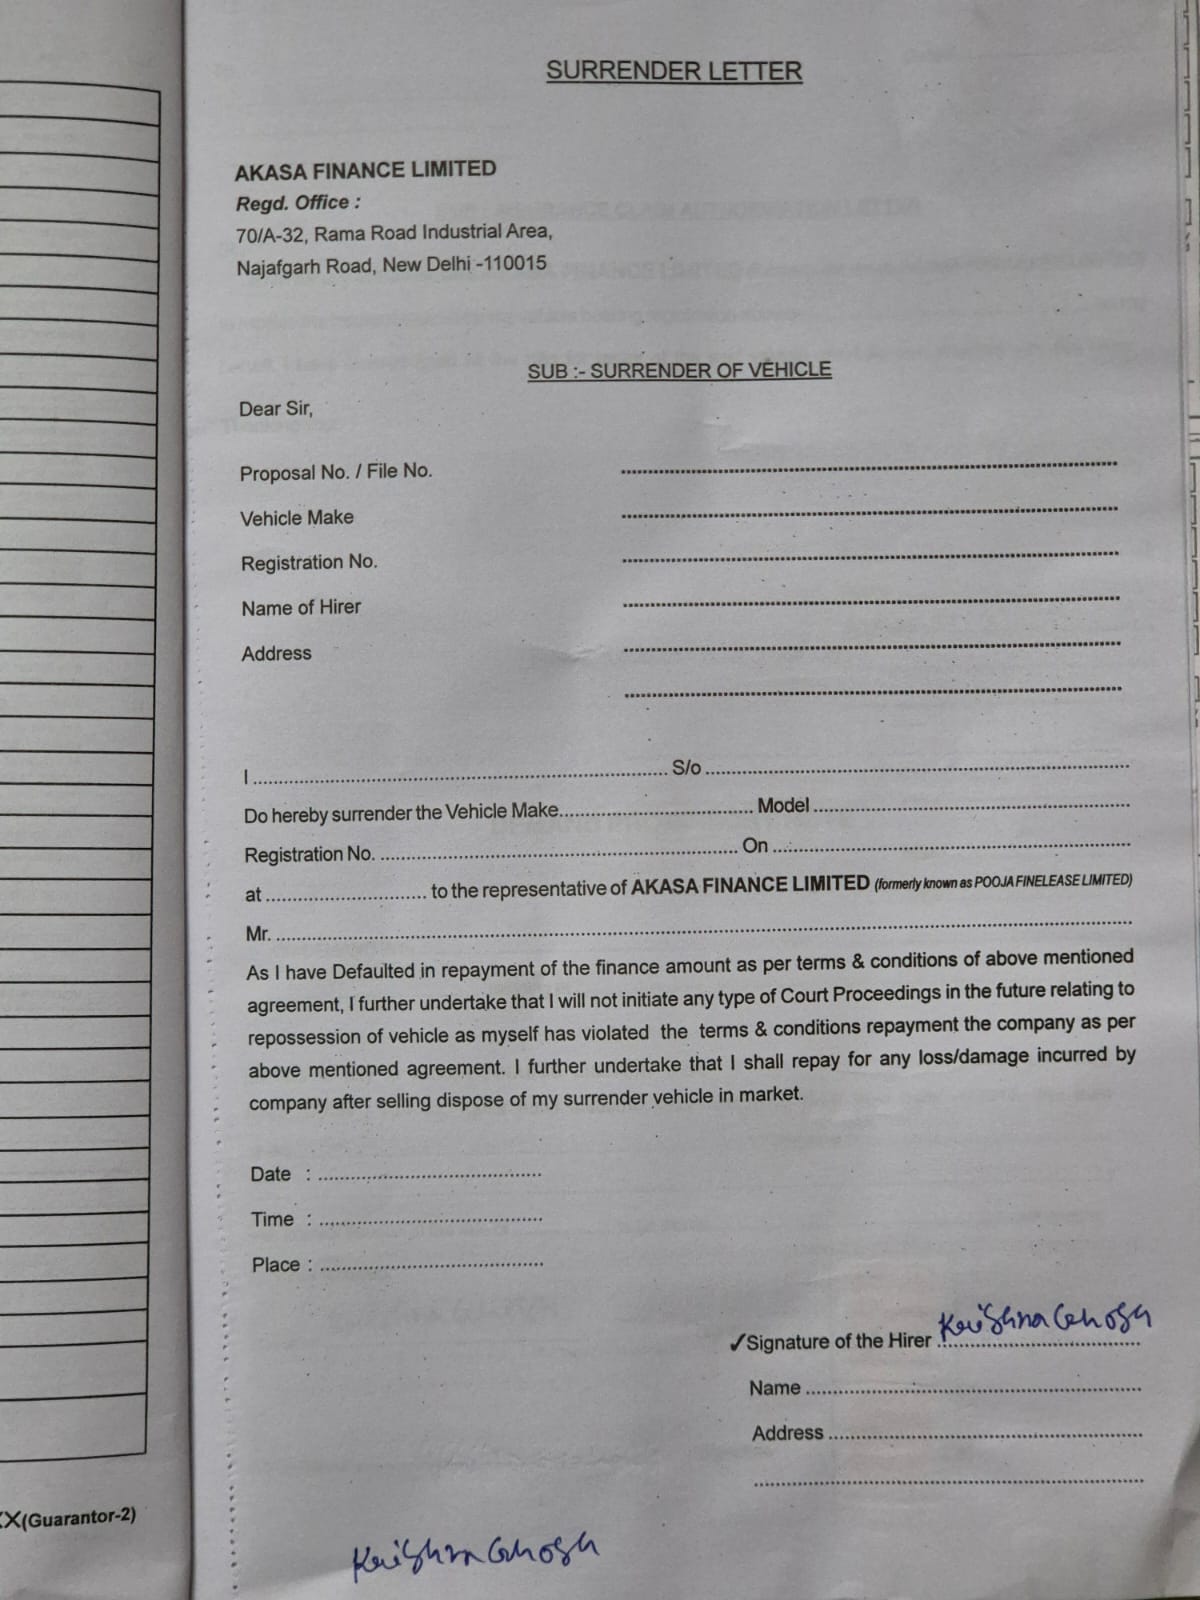 SURRENDER LETTER
AKASA FINANCE LIMITED
Regd. Office :
70/A-32, Rama Road Industrial Area,
Najafgarh Road, New Delhi -110015
SUB :- SURRENDER OF VEHICLE
Dear Sir,
Proposal No. / File No. ........................
Vehicle Make ........................
Registration No. ........................
Name of Hirer ........................
Address ........................
........................
I ........................ S/o ........................
Do hereby surrender the Vehicle Make........................ Model ........................
Registration No. ........................ On ........................
at ........................ to the representative of AKASA FINANCE LIMITED (formerly known as POOJA FINELEASE LIMITED)
Mr. ........................
As I have Defaulted in repayment of the finance amount as per terms & conditions of above mentioned
agreement, I further undertake that I will not initiate any type of Court Proceedings in the future relating to
repossession of vehicle as myself has violated the terms & conditions repayment the company as per
above mentioned agreement. I further undertake that I shall repay for any loss/damage incurred by
company after selling dispose of my surrender vehicle in market.
Date : ........................
Time : ........................
Place : ........................
✓Signature of the Hirer Krishna Ghosh
Name ........................
Address ........................
........................
X(Guarantor-2)
Krishna Ghosh